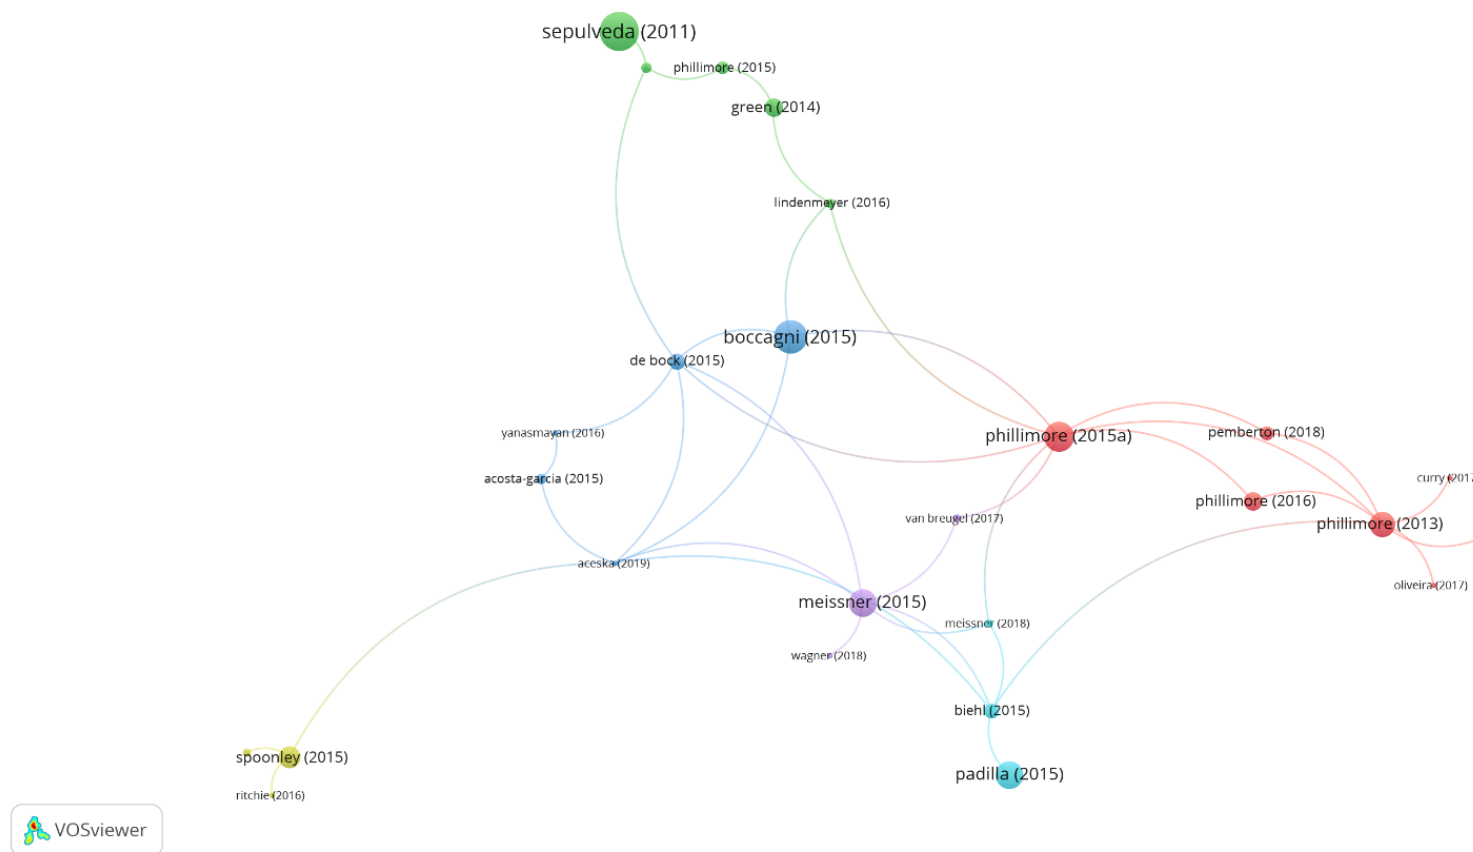 sepulveda (2011)
phillimore (2015)
green (2014)
lindenmeyer (2016)
boccagni (2015)
de bock (2015)
yanasmayan (2016)
phillimore (2015a)
pemberton (2018)
acosta-garcia (2015)
curry (2017
phillimore (2016)
van breugel (2017)
phillimore (2013)
aceska (2019)
oliveira (2017)
meissner (2015)
meissner (2018)
wagner (2018)
biehl (2015)
spoonley (2015)
padilla (2015)
ritchie (2016)
VOSviewer